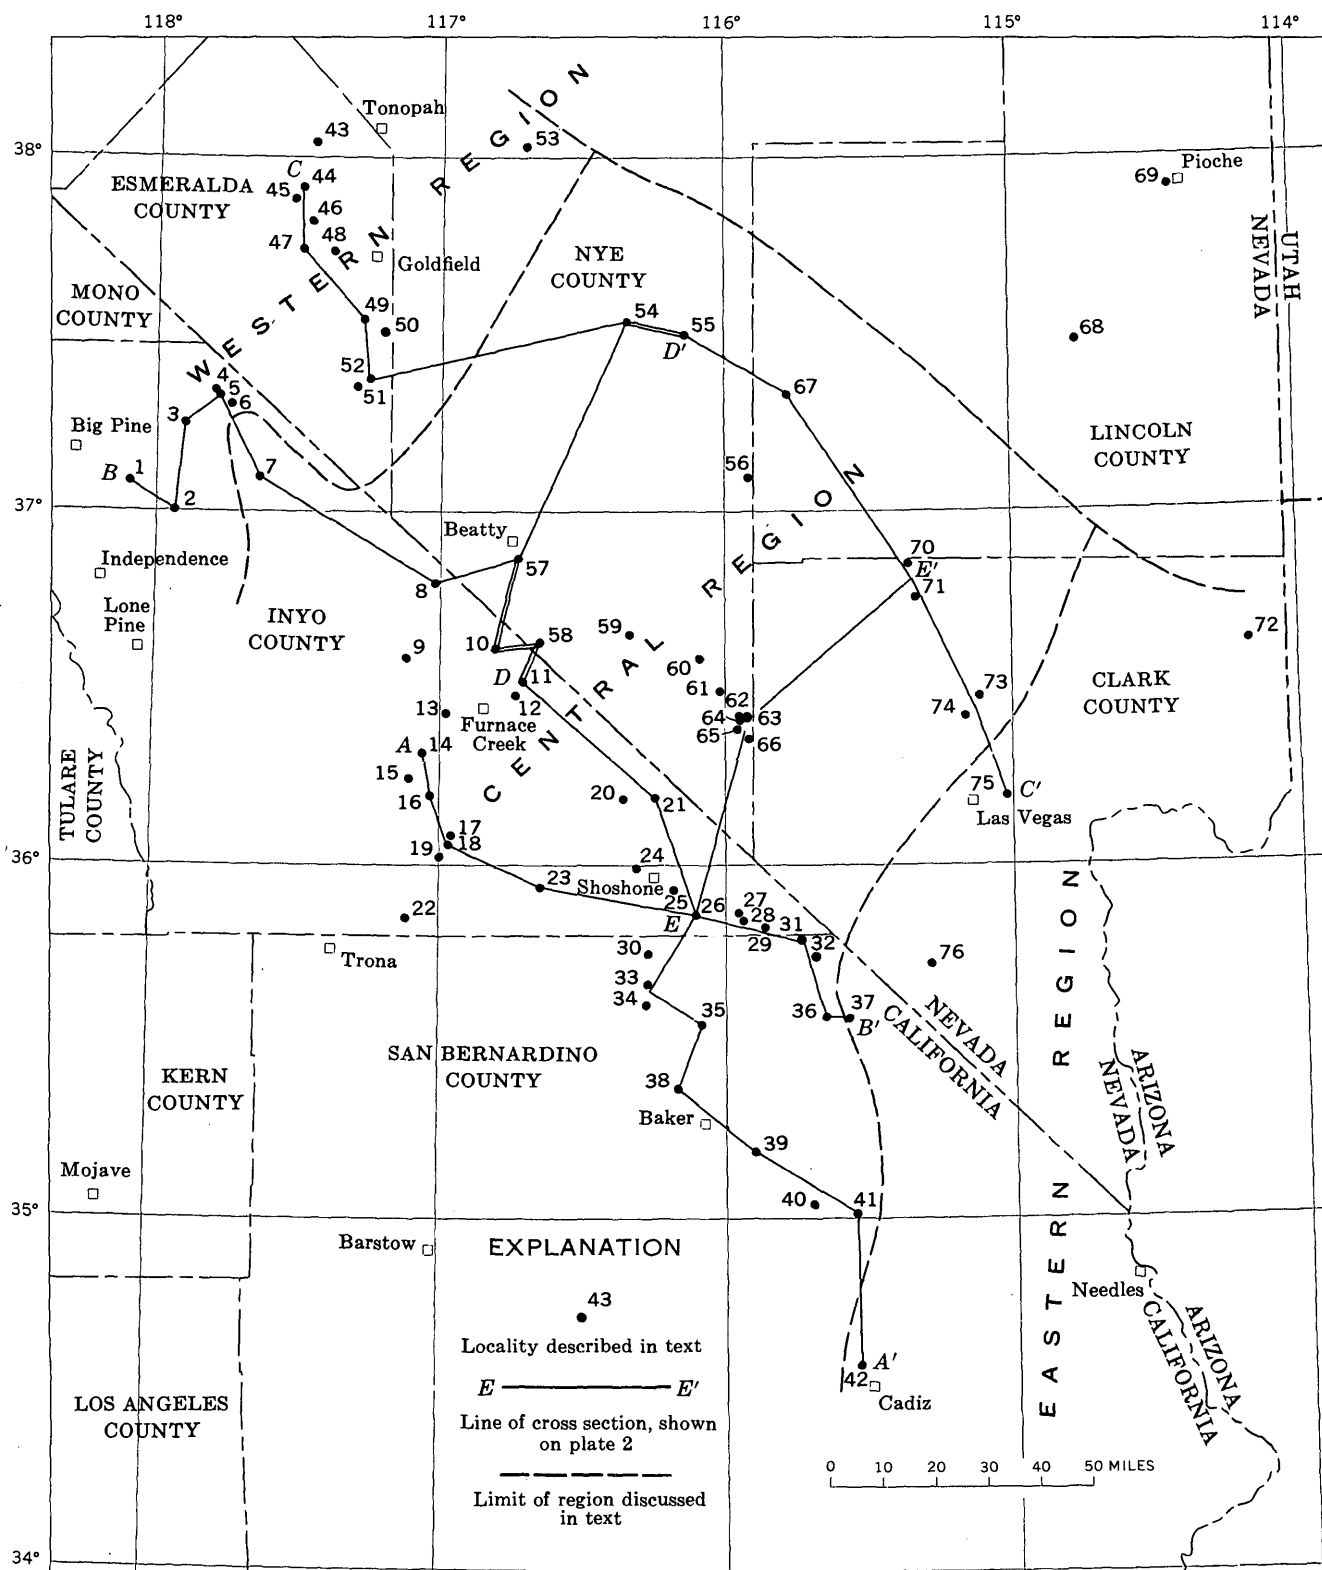 118° 117° 116° 115° 114°
38°
37°
36°
35°
34°
WESTERN REGION
CENTRAL REGION
EASTERN REGION
Tonopah
43
53
C
44
45
46
47
48
ESMERALDA
COUNTY
Goldfield
NYE
COUNTY
69
Pioche
UTAH
NEVADA
MONO
COUNTY
49
50
52
51
54
55
D'
67
68
4
5
6
3
Big Pine
B
1
2
7
LINCOLN
COUNTY
56
Independence
Lone
Pine
INYO
COUNTY
Beatty
57
8
70
E'
71
72
9
10
58
59
D
11
12
60
61
62
63
64
65
66
13
Furnace
Creek
73
74
CLARK
COUNTY
A
14
15
16
TULARE
COUNTY
17
18
19
20
21
75
C'
Las Vegas
22
23
24
Shoshone
25
26
E
27
28
29
31
32
Trona
30
33
34
35
36
37
B'
76
NEVADA
CALIFORNIA
SAN BERNARDINO
COUNTY
KERN
COUNTY
38
Baker
39
ARIZONA
NEVADA
Mojave
40
41
Barstow
Needles
ARIZONA
CALIFORNIA
A'
42
Cadiz
LOS ANGELES
COUNTY
EXPLANATION
43
Locality described in text
E E'
Line of cross section, shown
on plate 2
Limit of region discussed
in text
0 10 20 30 40 50 MILES